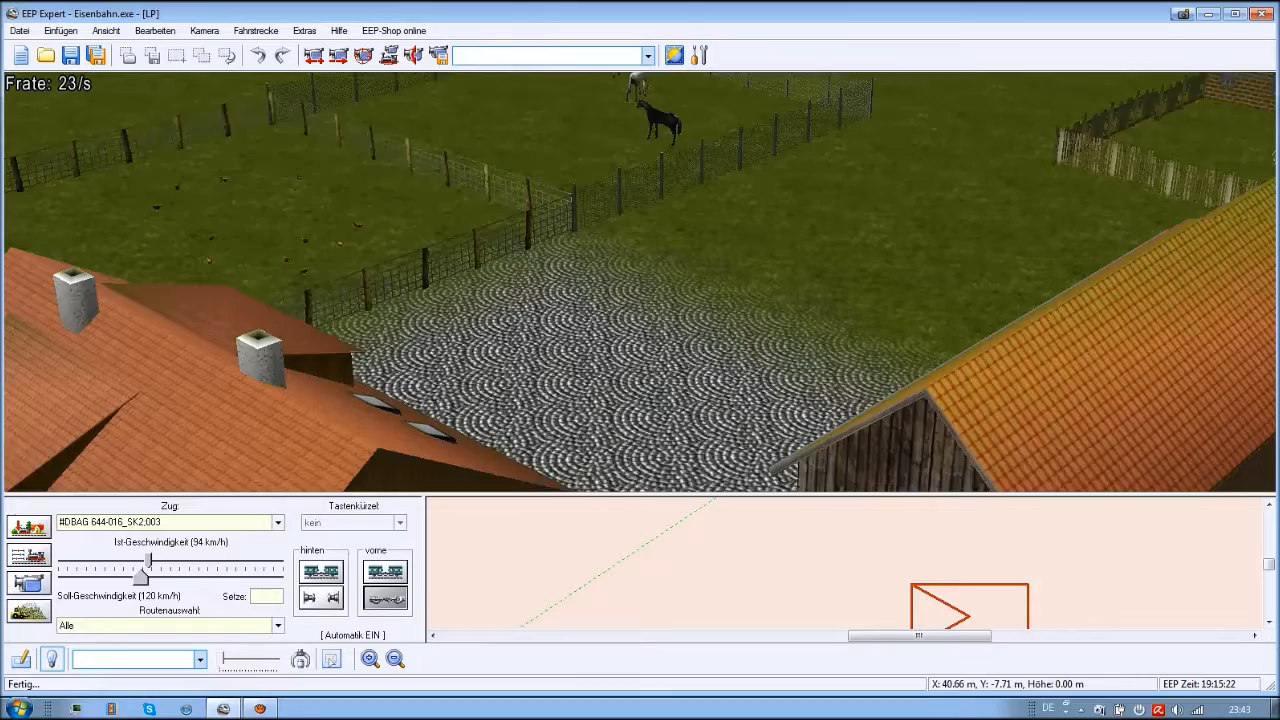 EEP Expert - Eisenbahn.exe - [LP]
Datei Einfügen Ansicht Bearbeiten Kamera Fahrstrecke Extras Hilfe EEP-Shop online
Frate: 23/s
Zug:
#DBAG 644-016_SK2,003
Tastenkürzel:
kein
Ist-Geschwindigkeit (94 km/h)
hinten
vorne
Soll-Geschwindigkeit (120 km/h)
Setze:
Routenauswahl:
Alle
[ Automatik EIN ]
Fertig...
X: 40.66 m, Y: -7.71 m, Höhe: 0.00 m
EEP Zeit: 19:15:22
DE
23:43